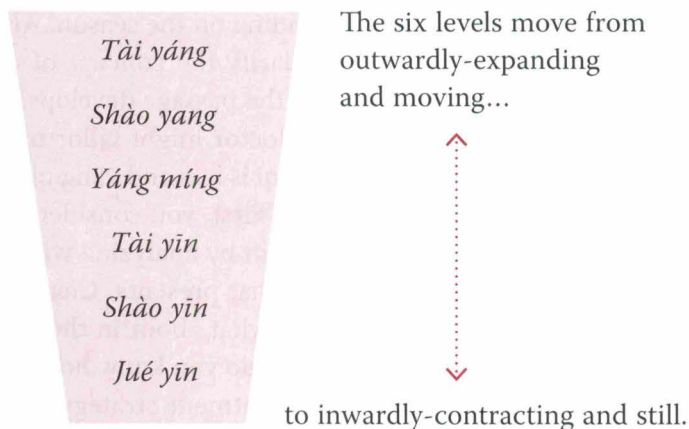 Tài yáng
Shào yang
Yáng míng
Tài yīn
Shào yīn
Jué yīn
The six levels move from
outwardly-expanding
and moving…
to inwardly-contracting and still.